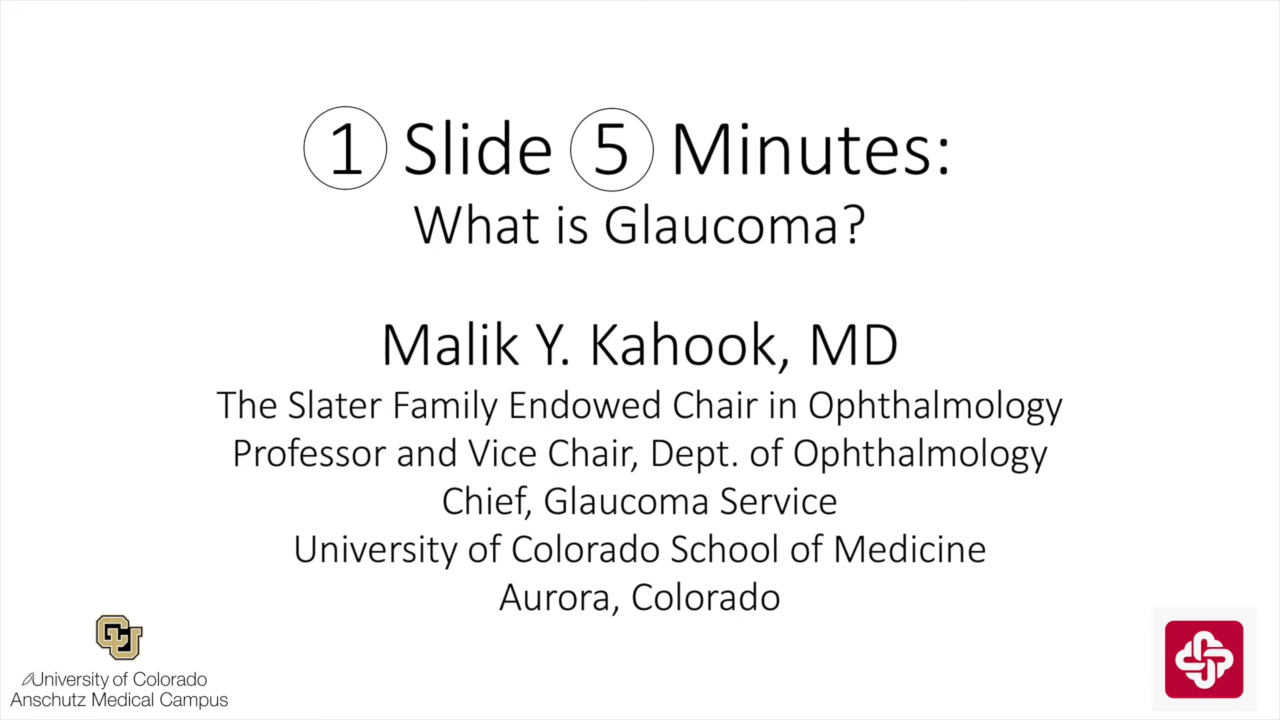 1 Slide 5 Minutes:
What is Glaucoma?
Malik Y. Kahook, MD
The Slater Family Endowed Chair in Ophthalmology
Professor and Vice Chair, Dept. of Ophthalmology
Chief, Glaucoma Service
University of Colorado School of Medicine
Aurora, Colorado
CU
University of Colorado
Anschutz Medical Campus